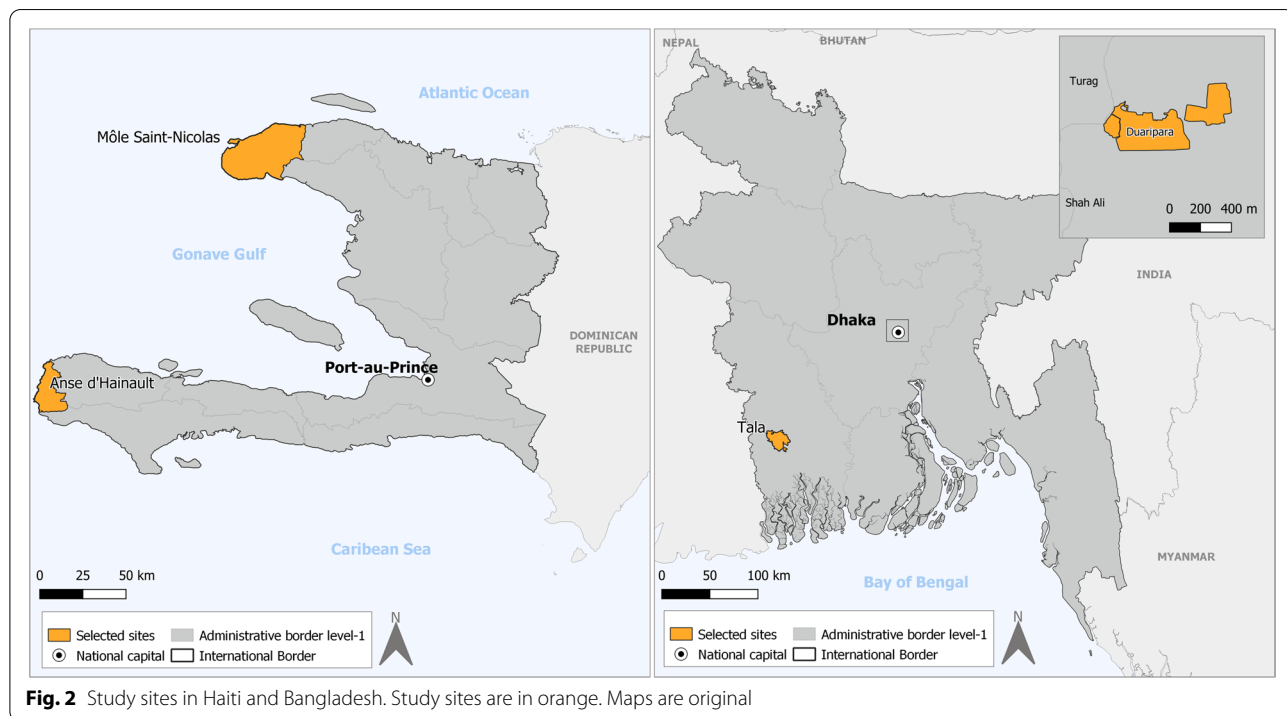 Atlantic Ocean
Môle Saint-Nicolas
Gonave Gulf
DOMINICAN
REPUBLIC
Port-au-Prince
Anse d'Hainault
Caribean Sea
0 25 50 km
N
Selected sites Administrative border level-1
National capital International Border
NEPAL
BHUTAN
Turag
Duaripara
Shah Ali
0 200 400 m
INDIA
Dhaka
Tala
MYANMAR
Bay of Bengal
0 50 100 km
N
Selected sites Administrative border level-1
National capital International Border
Fig. 2 Study sites in Haiti and Bangladesh. Study sites are in orange. Maps are original